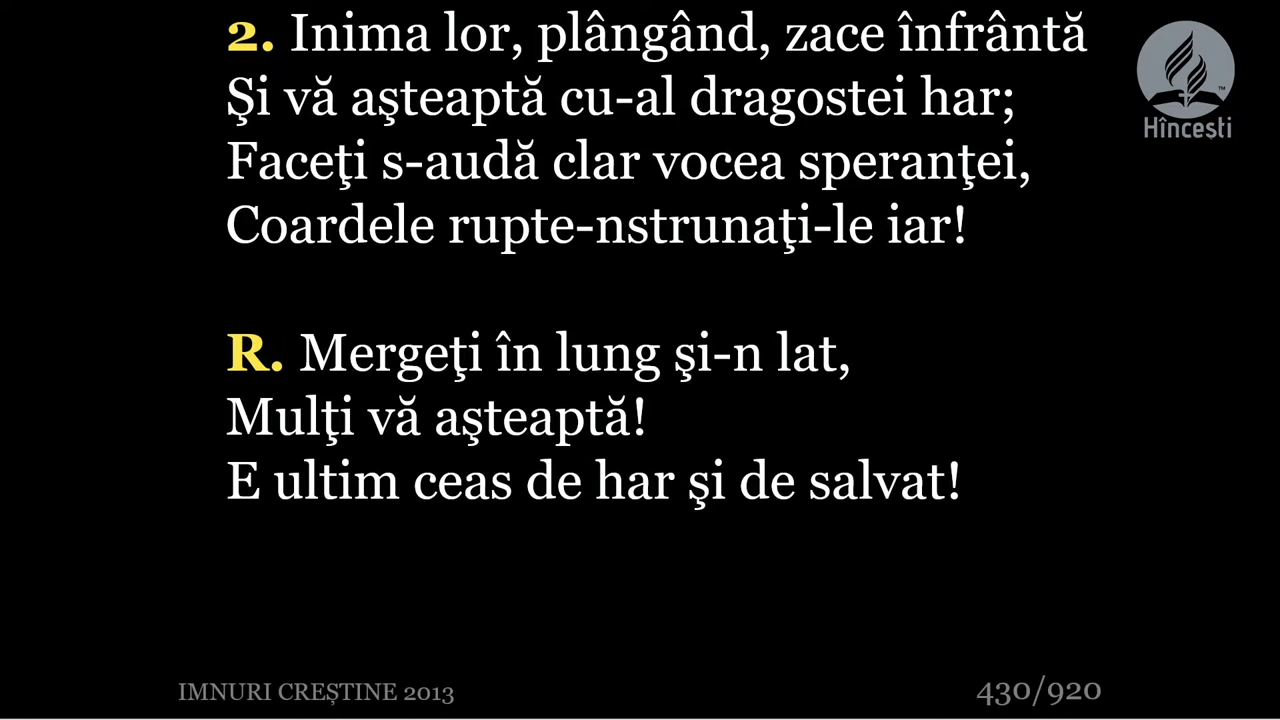 2. Inima lor, plângând, zace înfrântă
Şi vă aşteaptă cu-al dragostei har;
Faceţi s-audă clar vocea speranţei,
Coardele rupte-nstrunaţi-le iar!
R. Mergeţi în lung şi-n lat,
Mulţi vă aşteaptă!
E ultim ceas de har şi de salvat!
Hîncești
™
IMNURI CREȘTINE 2013
430/920